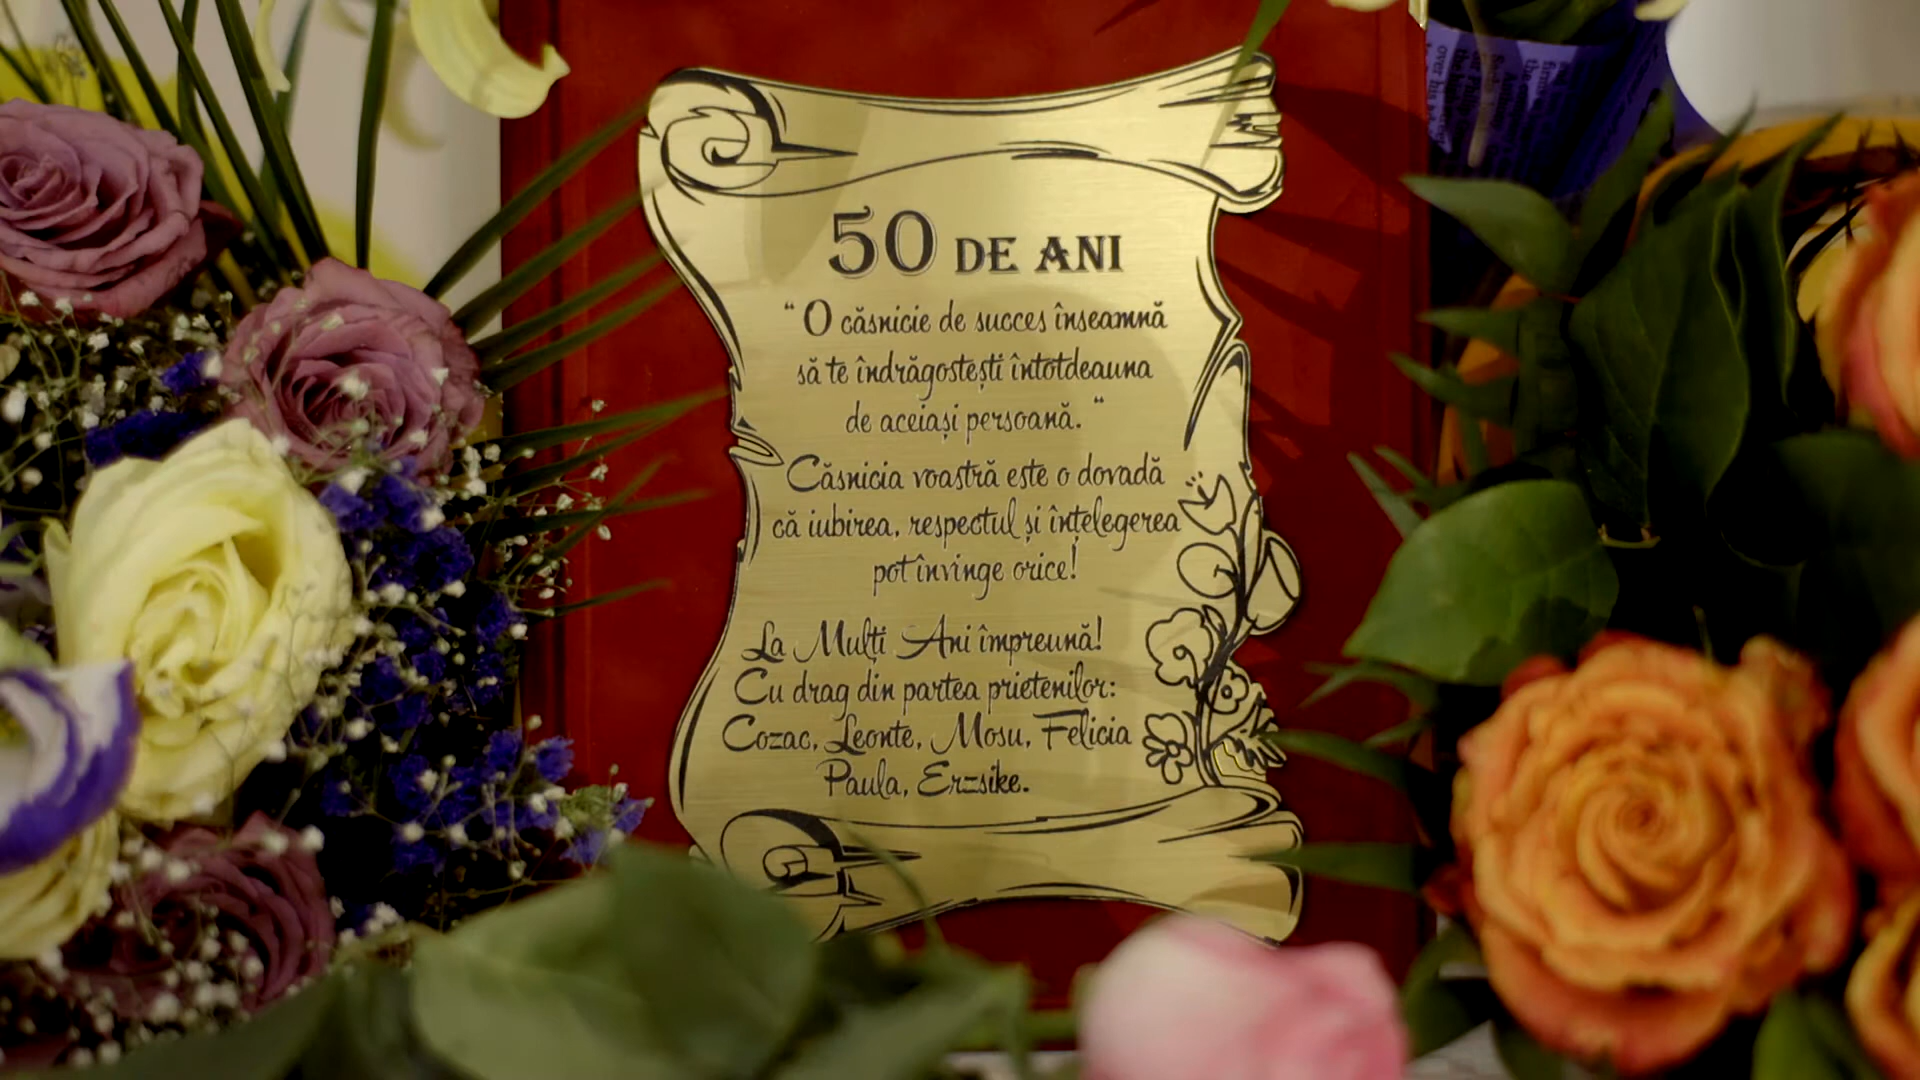 50 DE ANI
“ O căsnicie de succes înseamnă
să te îndrăgostești întotdeauna
de aceiași persoană. “
Căsnicia voastră este o dovadă
că iubirea, respectul și înțelegerea
pot învinge orice!
La Mulți Ani împreună!
Cu drag din partea prietenilor:
Cozac, Leonte, Mosu, Felicia
Paula, Erzsike.
over his